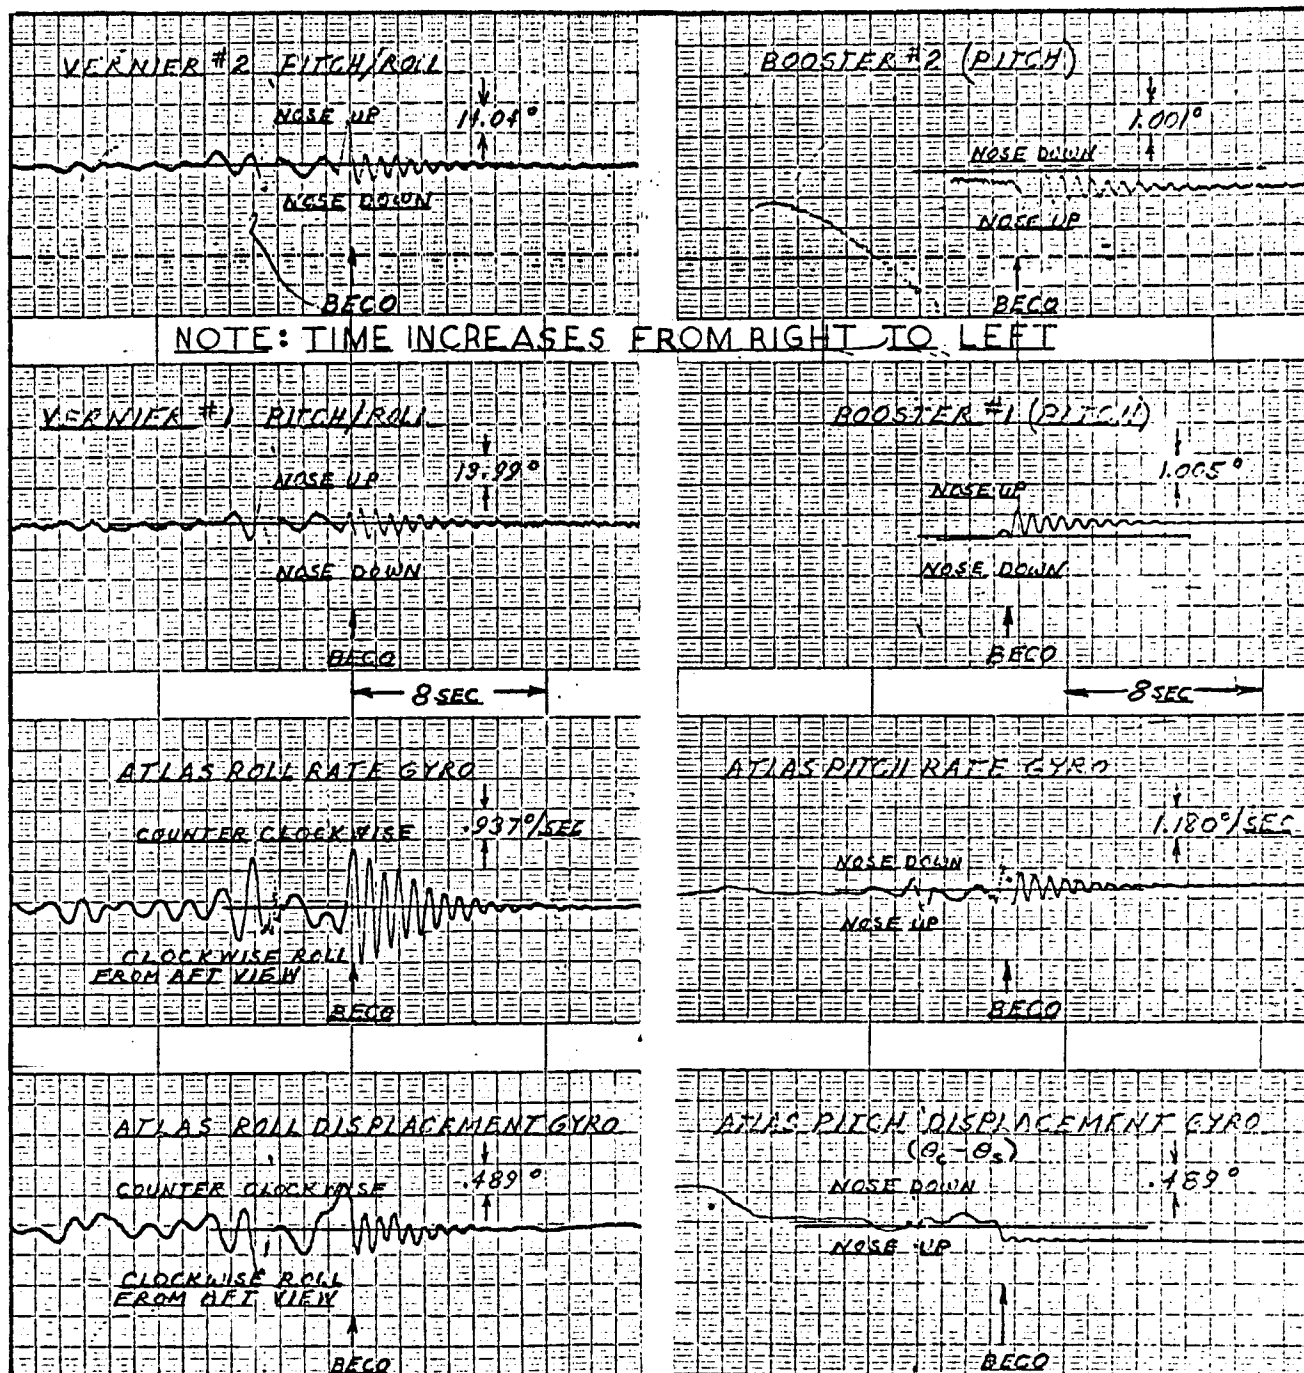 VERNIER #2 PITCH/ROLL
NOSE UP
14.04°
NOSE DOWN
BECO
BOOSTER #2 (PITCH)
1.001°
NOSE DOWN
NOSE UP
BECO
NOTE: TIME INCREASES FROM RIGHT TO LEFT
VERNIER #1 PITCH/ROLL
NOSE UP
13.99°
NOSE DOWN
BECO
8 SEC
BOOSTER #1 (PITCH)
1.005°
NOSE UP
NOSE DOWN
BECO
8 SEC
ATLAS ROLL RATE GYRO
COUNTER CLOCKWISE
.937°/SEC
CLOCKWISE ROLL
FROM AFT VIEW
BECO
ATLAS PITCH RATE GYRO
1.180°/SEC
NOSE DOWN
NOSE UP
BECO
ATLAS ROLL DISPLACEMENT GYRO
COUNTER CLOCKWISE
.489°
CLOCKWISE ROLL
FROM AFT VIEW
BECO
ATLAS PITCH DISPLACEMENT GYRO
(θc-θs)
NOSE DOWN
.489°
NOSE UP
BECO